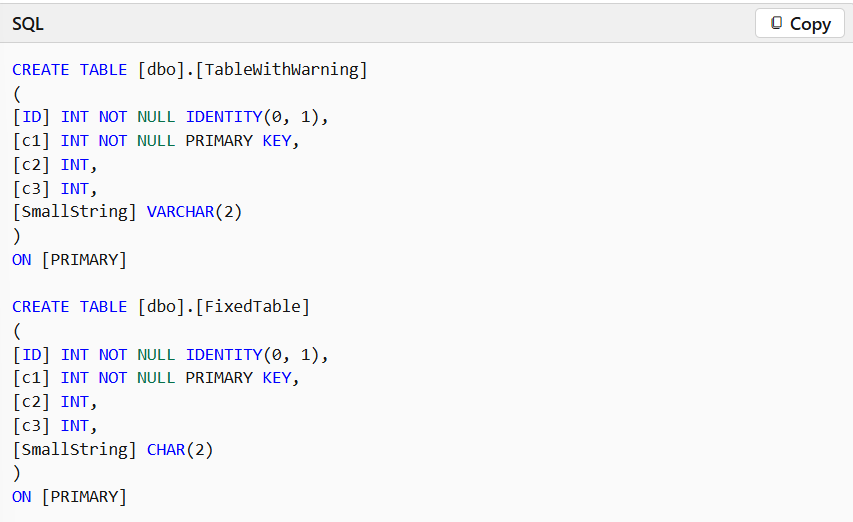 SQL
Copy
CREATE TABLE [dbo].[TableWithWarning]
(
[ID] INT NOT NULL IDENTITY(0, 1),
[c1] INT NOT NULL PRIMARY KEY,
[c2] INT,
[c3] INT,
[SmallString] VARCHAR(2)
)
ON [PRIMARY]
CREATE TABLE [dbo].[FixedTable]
(
[ID] INT NOT NULL IDENTITY(0, 1),
[c1] INT NOT NULL PRIMARY KEY,
[c2] INT,
[c3] INT,
[SmallString] CHAR(2)
)
ON [PRIMARY]